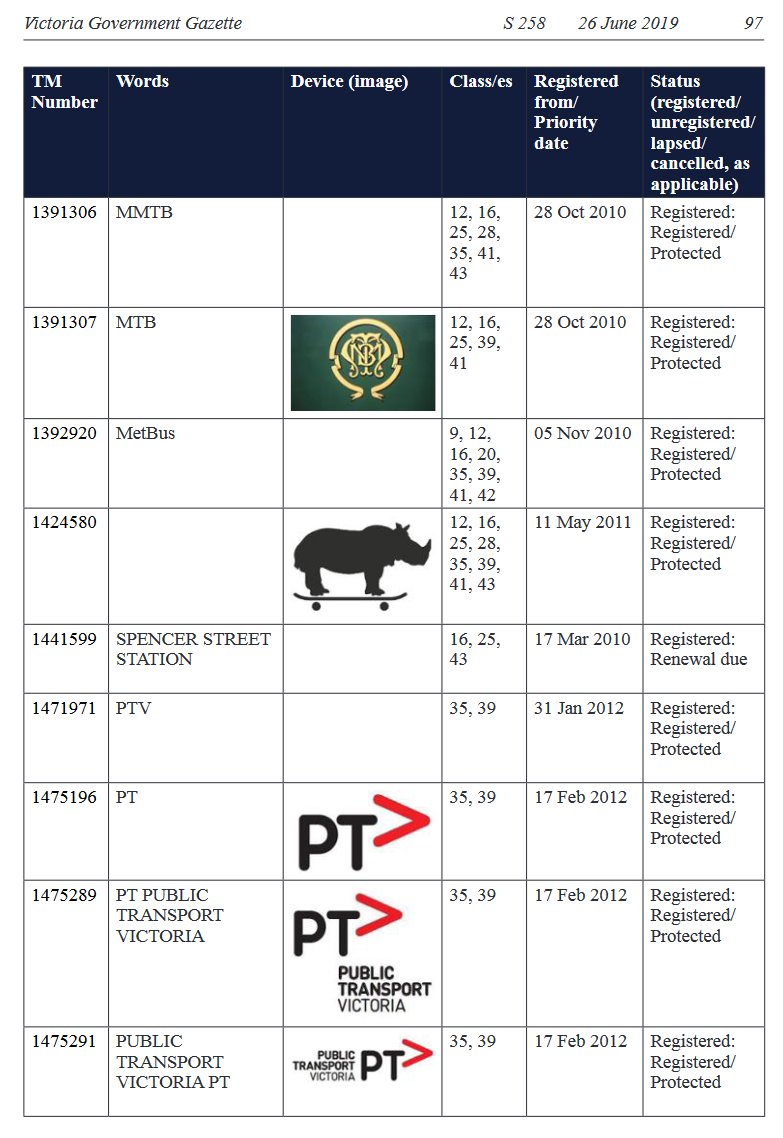 Victoria Government Gazette S 258 26 June 2019 97
TM Number Words Device (image) Class/es Registered from/ Priority date Status (registered/ unregistered/ lapsed/ cancelled, as applicable)
1391306 MMTB 12, 16, 25, 28, 35, 41, 43 28 Oct 2010 Registered: Registered/ Protected
1391307 MTB 12, 16, 25, 39, 41 28 Oct 2010 Registered: Registered/ Protected
1392920 MetBus 9, 12, 16, 20, 35, 39, 41, 42 05 Nov 2010 Registered: Registered/ Protected
1424580 12, 16, 25, 28, 35, 39, 41, 43 11 May 2011 Registered: Registered/ Protected
1441599 SPENCER STREET STATION 16, 25, 43 17 Mar 2010 Registered: Renewal due
1471971 PTV 35, 39 31 Jan 2012 Registered: Registered/ Protected
1475196 PT PT 35, 39 17 Feb 2012 Registered: Registered/ Protected
1475289 PT PUBLIC TRANSPORT VICTORIA PT PUBLIC TRANSPORT VICTORIA 35, 39 17 Feb 2012 Registered: Registered/ Protected
1475291 PUBLIC TRANSPORT VICTORIA PT PUBLIC TRANSPORT VICTORIA PT 35, 39 17 Feb 2012 Registered: Registered/ Protected